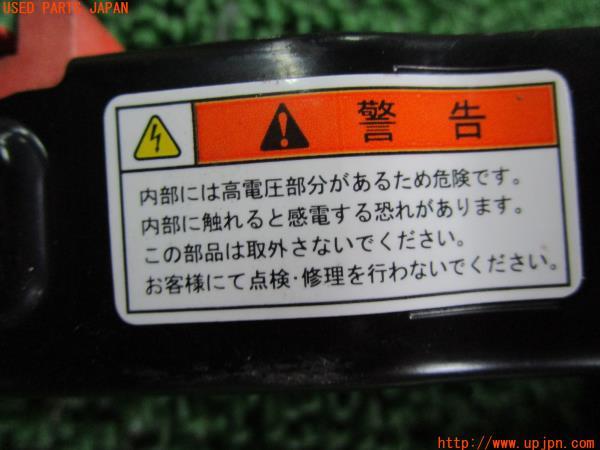 USED PARTS JAPAN
警告
内部には高電圧部分があるため危険です。
内部に触れると感電する恐れがあります。
この部品は取外さないでください。
お客様にて点検・修理を行わないでください。
http://www.upjpn.com/